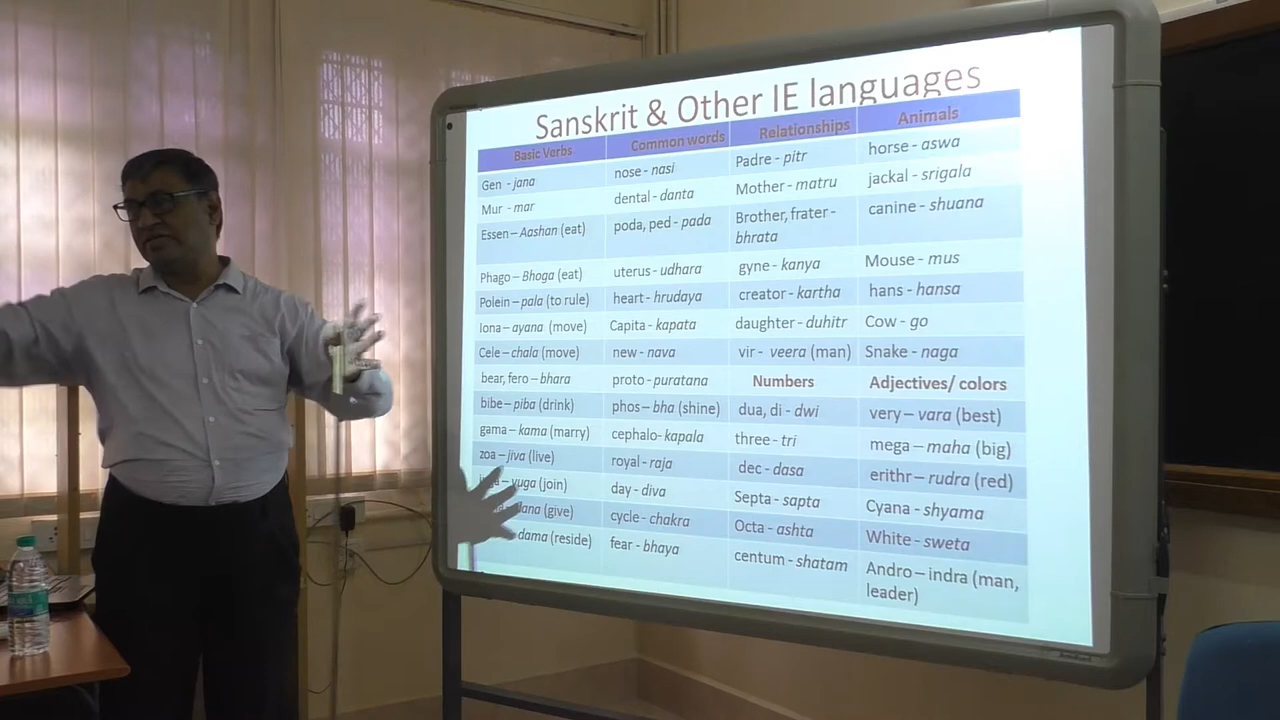 Sanskrit & Other IE languages
Basic Verbs
Gen - jana
Mur - mar
Essen – Aashan (eat)
Phago – Bhoga (eat)
Polein – pala (to rule)
Iona – ayana (move)
Cele – chala (move)
bear, fero – bhara
bibe – piba (drink)
gama – kama (marry)
zoa – jiva (live)
– yuga (join)
dana (give)
dama (reside)
Common words
nose - nasi
dental - danta
poda, ped - pada
uterus - udhara
heart - hrudaya
Capita - kapata
new - nava
proto - puratana
phos – bha (shine)
cephalo- kapala
royal - raja
day - diva
cycle - chakra
fear - bhaya
Relationships
Padre - pitr
Mother - matru
Brother, frater -
bhrata
gyne - kanya
creator - kartha
daughter - duhitr
vir - veera (man)
Numbers
dua, di - dwi
three - tri
dec - dasa
Septa - sapta
Octa - ashta
centum - shatam
Animals
horse - aswa
jackal - srigala
canine - shuana
Mouse - mus
hans - hansa
Cow - go
Snake - naga
Adjectives/ colors
very – vara (best)
mega – maha (big)
erithr – rudra (red)
Cyana - shyama
White - sweta
Andro – indra (man,
leader)